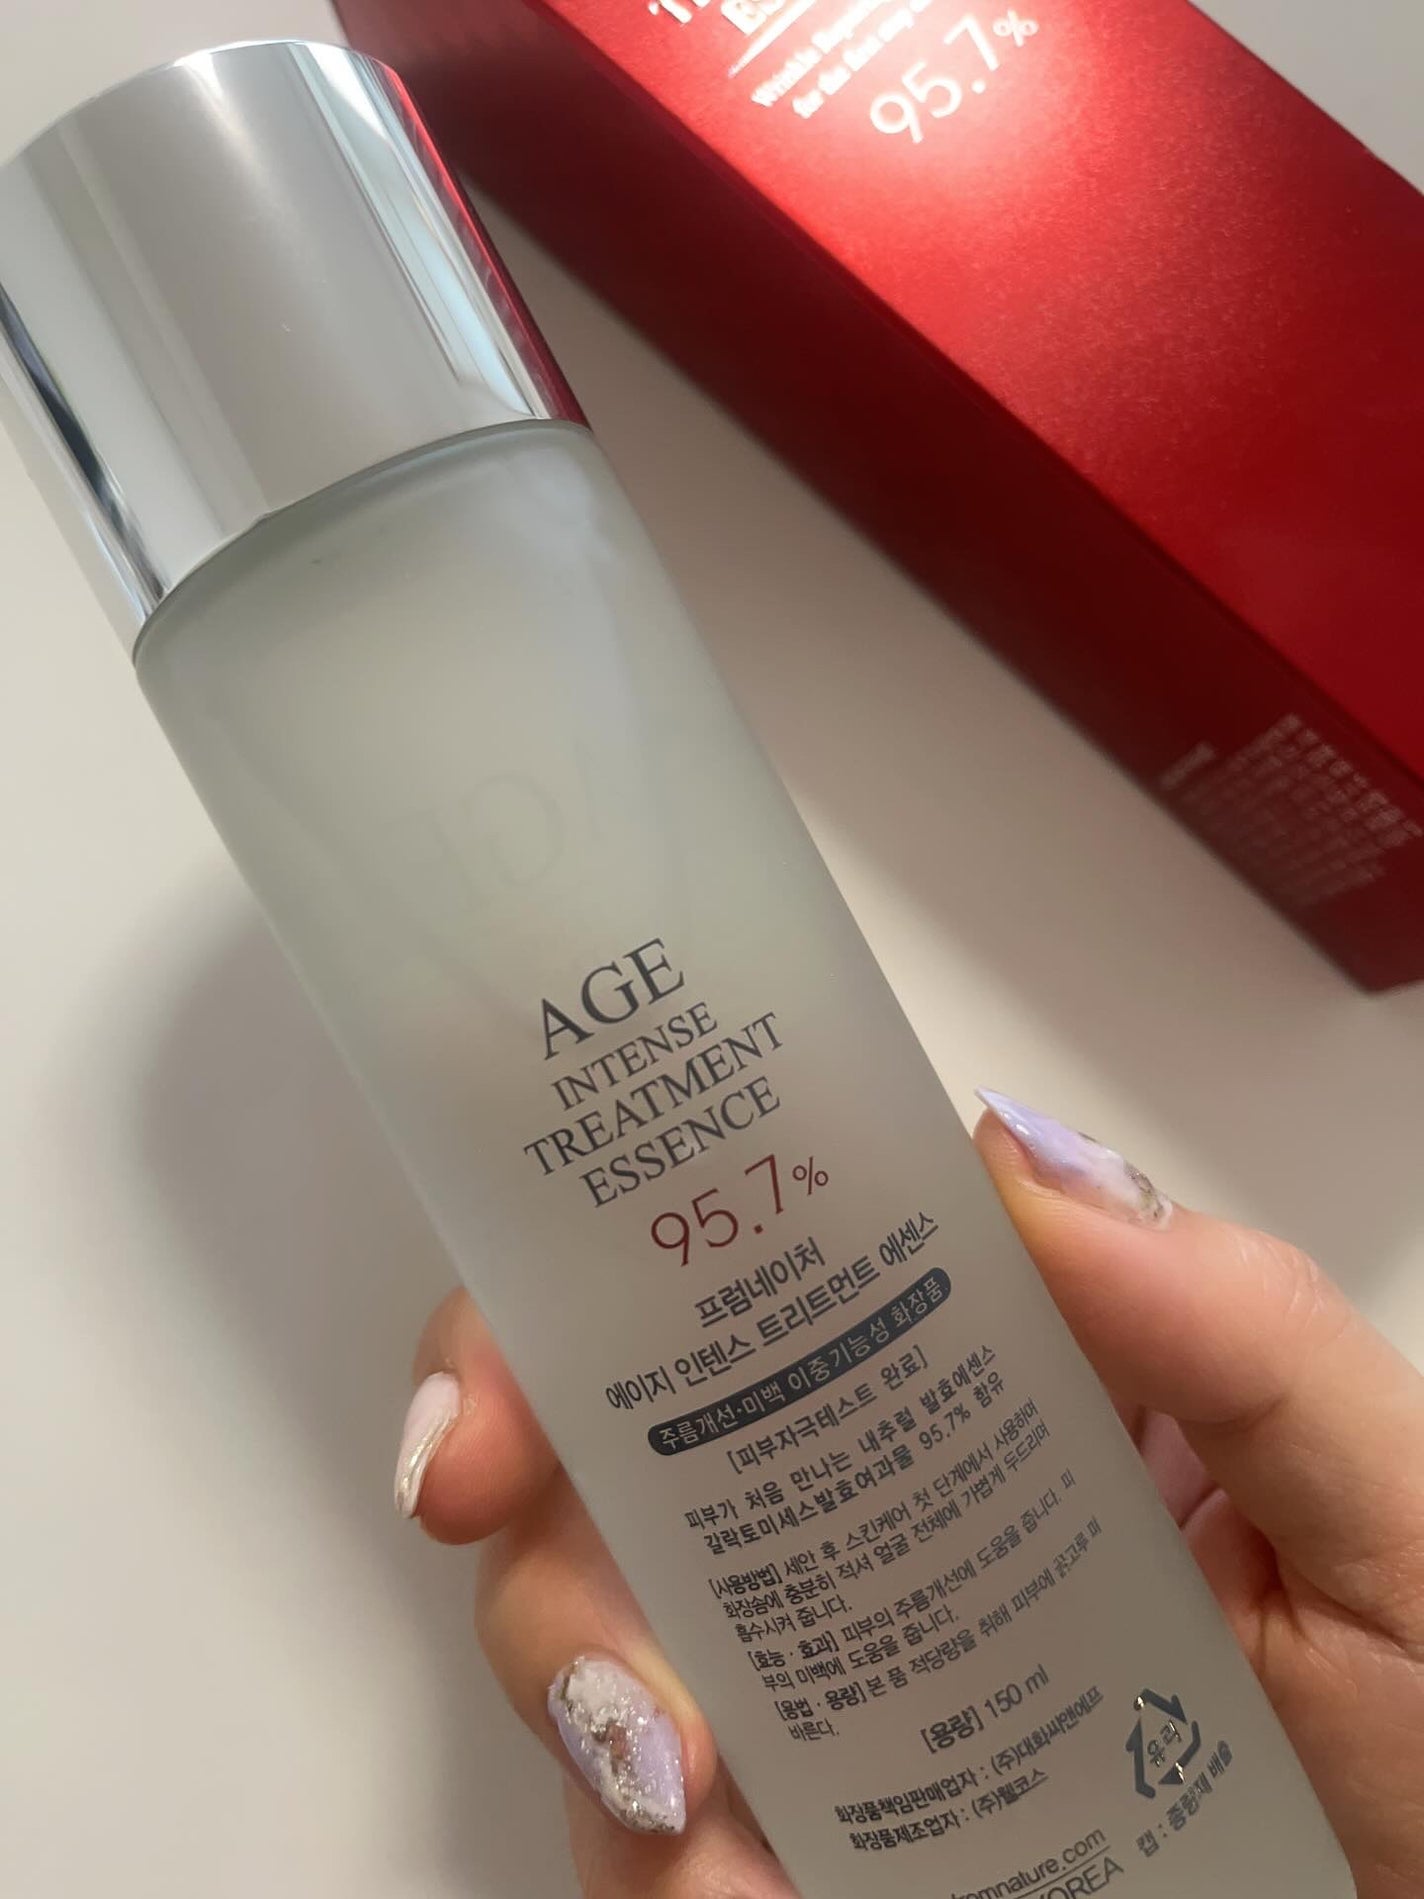 95.7%
AGE
INTENSE
TREATMENT
ESSENCE
95.7%
프럼네이처
에이지 인텐스 트리트먼트 에센스
주름개선·미백 이중기능성 화장품
[피부자극테스트 완료]
피부가 처음 만나는 내추럴 발효에센스
갈락토미세스발효여과물 95.7% 함유
[사용방법] 세안 후 스킨케어 첫 단계에서 사용하며
화장솜에 충분히 적셔 얼굴 전체에 가볍게 두드리며
흡수시켜 줍니다.
[효능·효과] 피부의 주름개선에 도움을 줍니다. 피
부의 미백에 도움을 줍니다.
[용법·용량] 본 품 적당량을 취해 피부에 골고루 펴
바른다.
[용량] 150 ml
화장품책임판매업자 : (주)대화씨앤에프
화장품제조업자 : (주)웰코스
유리
캡 : 종량제 배출
fromnature.com
KOREA